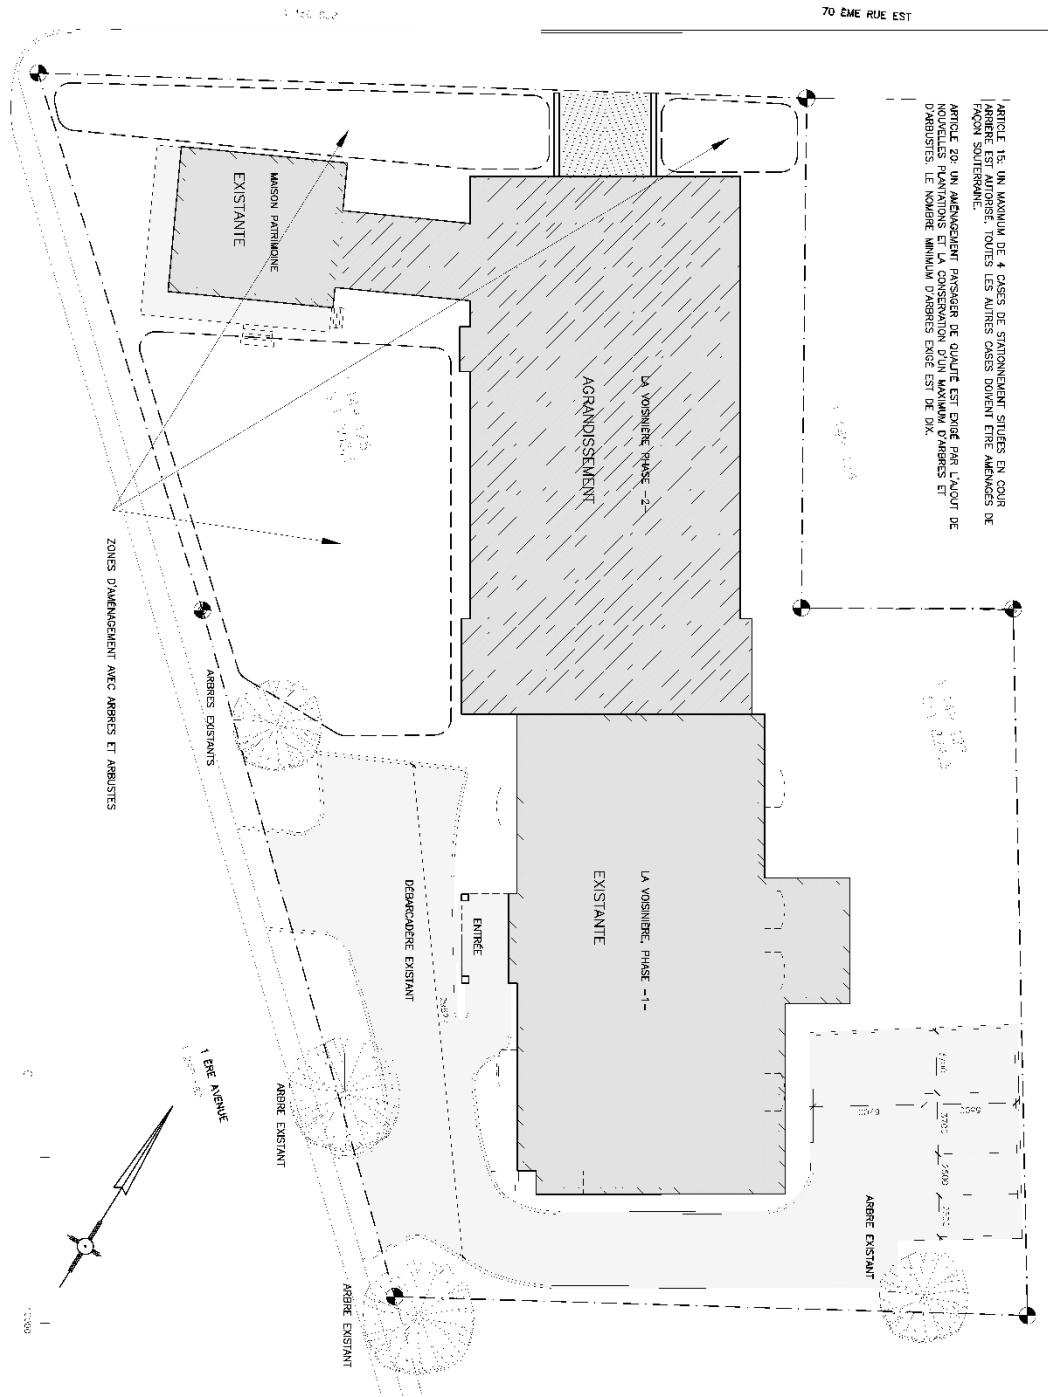 70 ÈME RUE EST
ARTICLE 15: UN MAXIMUM DE 4 CASES DE STATIONNEMENT SITUÉES EN COUR
ARRIÈRE EST AUTORISÉ. TOUTES LES AUTRES CASES DOIVENT ÊTRE AMÉNAGÉS DE
FAÇON SOUTERRAINE.
ARTICLE 20: UN AMÉNAGEMENT PAYSAGER DE QUALITÉ EST EXIGÉ PAR L'AJOUT DE
NOUVELLES PLANTATIONS ET LA CONSERVATION D'UN MAXIMUM D'ARBRES ET
D'ARBUSTES. LE NOMBRE MINIMUM D'ARBRES EXIGÉ EST DE DIX.
MAISON PATRIMOINE
EXISTANTE
LA VOISINIÈRE PHASE -2-
AGRANDISSEMENT
ZONES D'AMÉNAGEMENT AVEC ARBRES ET ARBUSTES
ARBRES EXISTANTS
LA VOISINIÈRE, PHASE -1-
EXISTANTE
ENTRÉE
DÉBARCADÈRE EXISTANT
1 ÈRE AVENUE
ARBRE EXISTANT
ARBRE EXISTANT
ARBRE EXISTANT
3700
2500